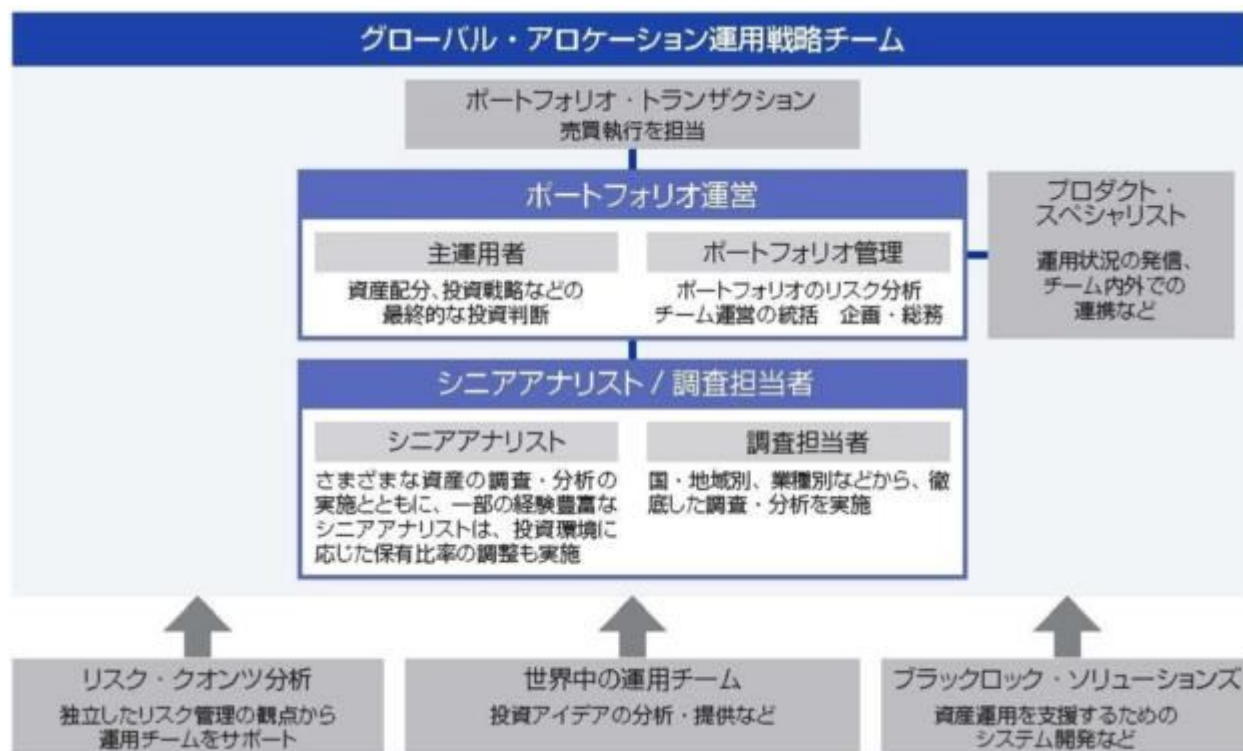 グローバル・アロケーション運用戦略チーム
ポートフォリオ・トランザクション
売買執行を担当
ポートフォリオ運営
主運用者
資産配分、投資戦略などの
最終的な投資判断
ポートフォリオ管理
ポートフォリオのリスク分析
チーム運営の統括　企画・総務
プロダクト・
スペシャリスト
運用状況の発信、
チーム内外での
連携など
シニアアナリスト / 調査担当者
シニアアナリスト
さまざまな資産の調査・分析の
実施とともに、一部の経験豊富な
シニアアナリストは、投資環境に
応じた保有比率の調整も実施
調査担当者
国・地域別、業種別などから、徹
底した調査・分析を実施
リスク・クオンツ分析
独立したリスク管理の観点から
運用チームをサポート
世界中の運用チーム
投資アイデアの分析・提供など
ブラックロック・ソリューションズ
資産運用を支援するための
システム開発など